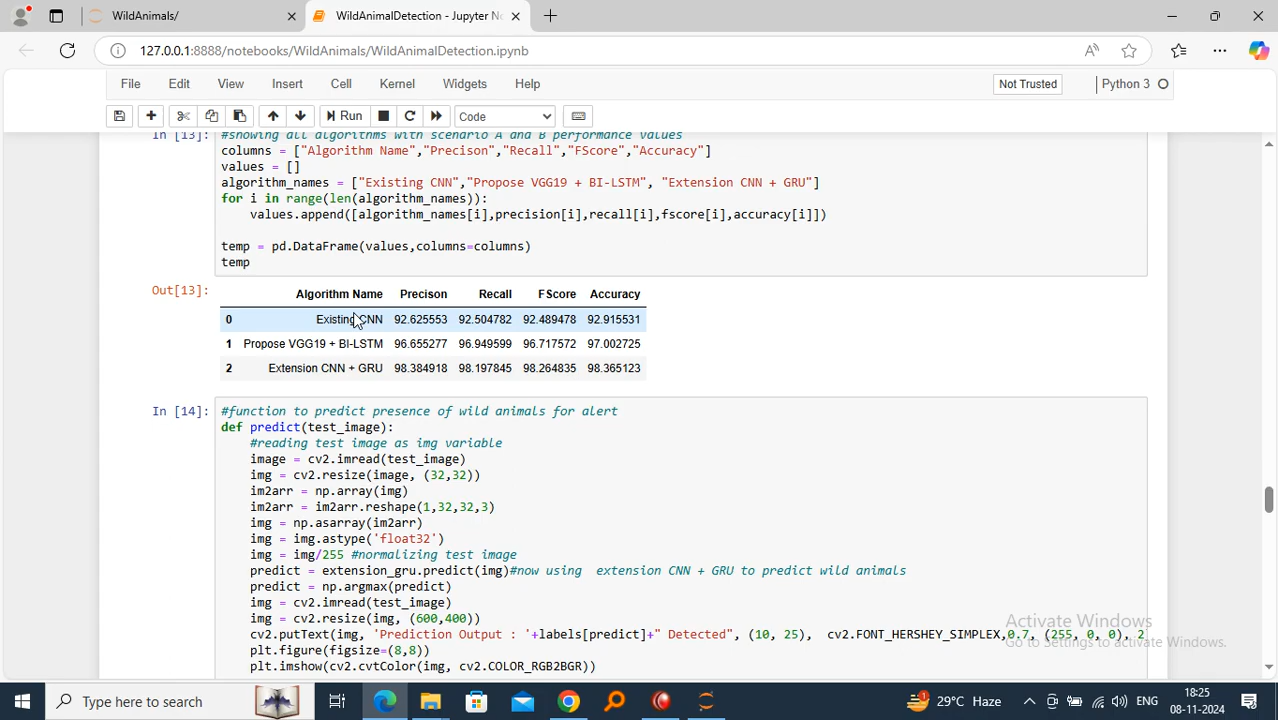 WildAnimals/
WildAnimalDetection - Jupyter N
127.0.0.1:8888/notebooks/WildAnimals/WildAnimalDetection.ipynb
File Edit View Insert Cell Kernel Widgets Help Not Trusted Python 3
Run Code
In [13]: #showing all algorithms with scenario A and B performance values
columns = ["Algorithm Name","Precison","Recall","FScore","Accuracy"]
values = []
algorithm_names = ["Existing CNN","Propose VGG19 + BI-LSTM", "Extension CNN + GRU"]
for i in range(len(algorithm_names)):
values.append([algorithm_names[i],precision[i],recall[i],fscore[i],accuracy[i]])
temp = pd.DataFrame(values,columns=columns)
temp
Out[13]: Algorithm Name Precison Recall FScore Accuracy
0 Existing CNN 92.625553 92.504782 92.489478 92.915531
1 Propose VGG19 + BI-LSTM 96.655277 96.949599 96.717572 97.002725
2 Extension CNN + GRU 98.384918 98.197845 98.264835 98.365123
In [14]: #function to predict presence of wild animals for alert
def predict(test_image):
#reading test image as img variable
image = cv2.imread(test_image)
img = cv2.resize(image, (32,32))
im2arr = np.array(img)
im2arr = im2arr.reshape(1,32,32,3)
img = np.asarray(im2arr)
img = img.astype('float32')
img = img/255 #normalizing test image
predict = extension_gru.predict(img)#now using extension CNN + GRU to predict wild animals
predict = np.argmax(predict)
img = cv2.imread(test_image)
img = cv2.resize(img, (600,400))
cv2.putText(img, 'Prediction Output : '+labels[predict]+" Detected", (10, 25), cv2.FONT_HERSHEY_SIMPLEX,0.7, (255, 0, 0), 2
plt.figure(figsize=(8,8))
plt.imshow(cv2.cvtColor(img, cv2.COLOR_RGB2BGR))
Activate Windows
Go to Settings to activate Windows.
Type here to search
1
29°C Haze
ENG
18:25
08-11-2024